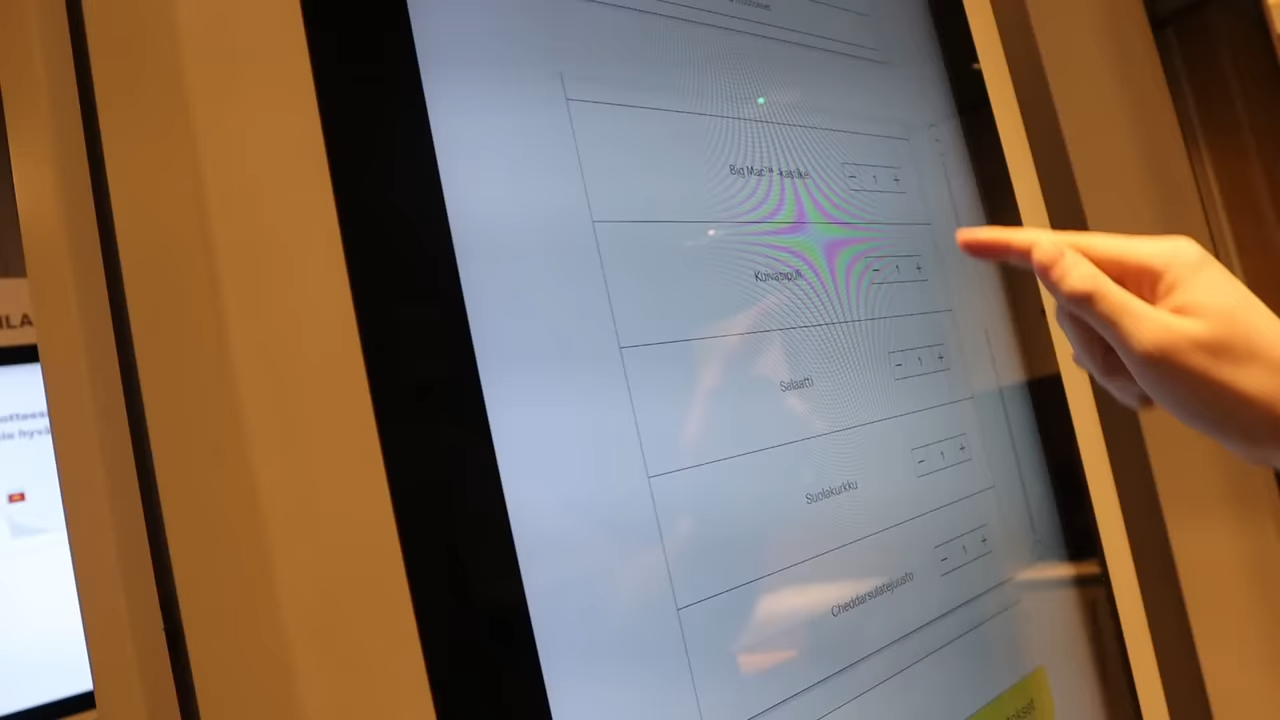 Big Mac™ -kastike
− 1 +
Kuivasipuli
− 1 +
Salaatti
− 1 +
Suolakurkku
− 1 +
Cheddarsulatejuusto
− 1 +